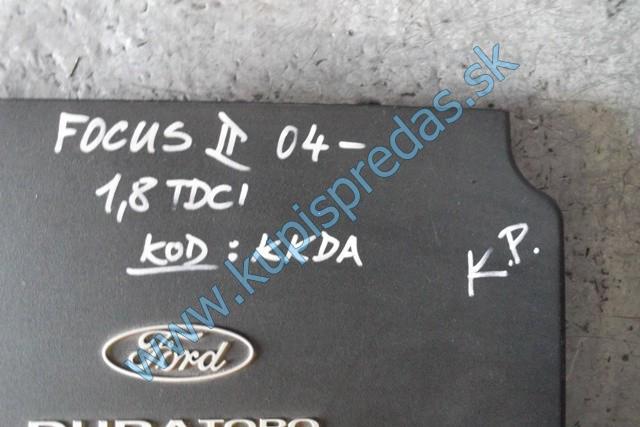 FOCUS II 04-
1,8 TDCI
KOD : KKDA
K.P.
Ford
DURATORQ
www.kupispredas.sk